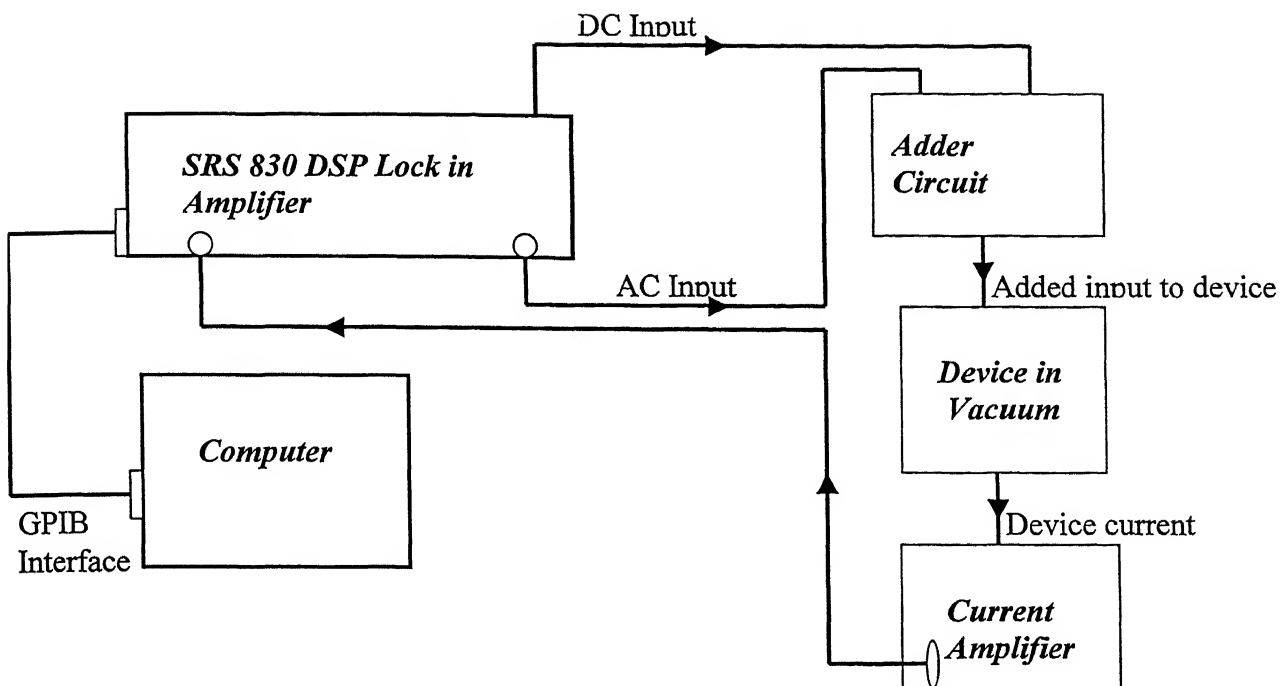 DC Input
SRS 830 DSP Lock in
Amplifier
Adder
Circuit
AC Input
Added input to device
Device in
Vacuum
Computer
GPIB
Interface
Device current
Current
Amplifier